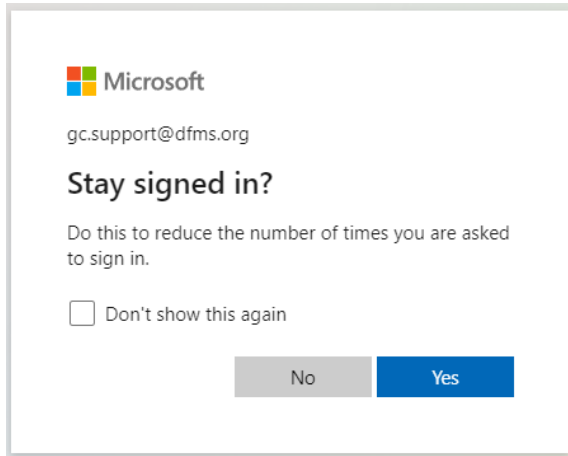 Microsoft
gc.support@dfms.org
Stay signed in?
Do this to reduce the number of times you are asked
to sign in.
Don't show this again
No Yes